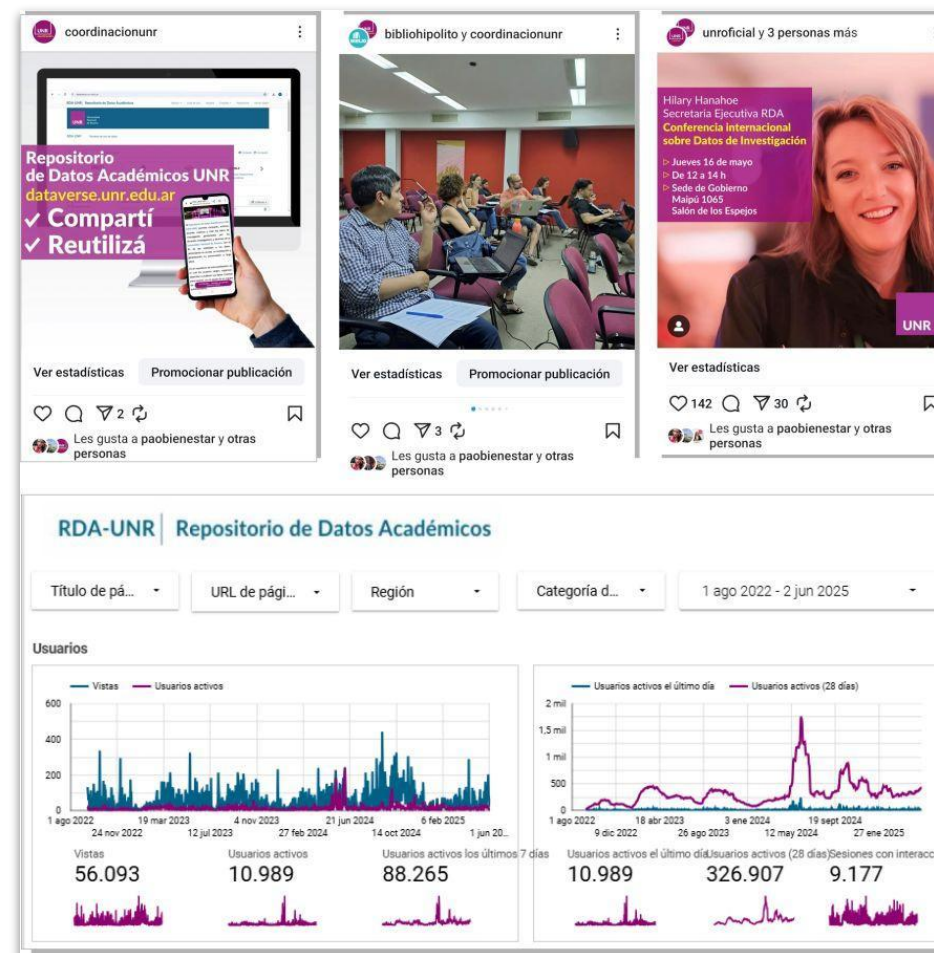 coordinacionunr
Repositorio
de Datos Académicos UNR
dataverse.unr.edu.ar
✓ Compartí
✓ Reutilizá
Ver estadísticas
Promocionar publicación
2
Les gusta a paobienestar y otras
personas
bibliohipolito y coordinacionunr
Ver estadísticas
Promocionar publicación
3
Les gusta a paobienestar y otras
personas
unroficial y 3 personas más
Hilary Hanahoe
Secretaria Ejecutiva RDA
Conferencia Internacional
sobre Datos de Investigación
Jueves 16 de mayo
De 12 a 14 h
Sede de Gobierno
Maipú 1065
Salón de los Espejos
UNR
Ver estadísticas
142
30
Les gusta a paobienestar y otras
personas
RDA-UNR | Repositorio de Datos Académicos
Título de pá...
URL de pági...
Región
Categoría d...
1 ago 2022 - 2 jun 2025
Usuarios
Vistas
Usuarios activos
600
400
200
0
1 ago 2022
24 nov 2022
19 mar 2023
12 jul 2023
4 nov 2023
27 feb 2024
21 jun 2024
14 oct 2024
6 feb 2025
1 jun 20...
Vistas
56.093
Usuarios activos
10.989
Usuarios activos los últimos 7 días
88.265
Usuarios activos el último día
Usuarios activos (28 días)
2 mil
1,5 mil
1 mil
500
0
1 ago 2022
9 dic 2022
18 abr 2023
26 ago 2023
3 ene 2024
12 may 2024
19 sept 2024
27 ene 2025
Usuarios activos el último día
10.989
Usuarios activos (28 días)
326.907
Sesiones con interacc
9.177